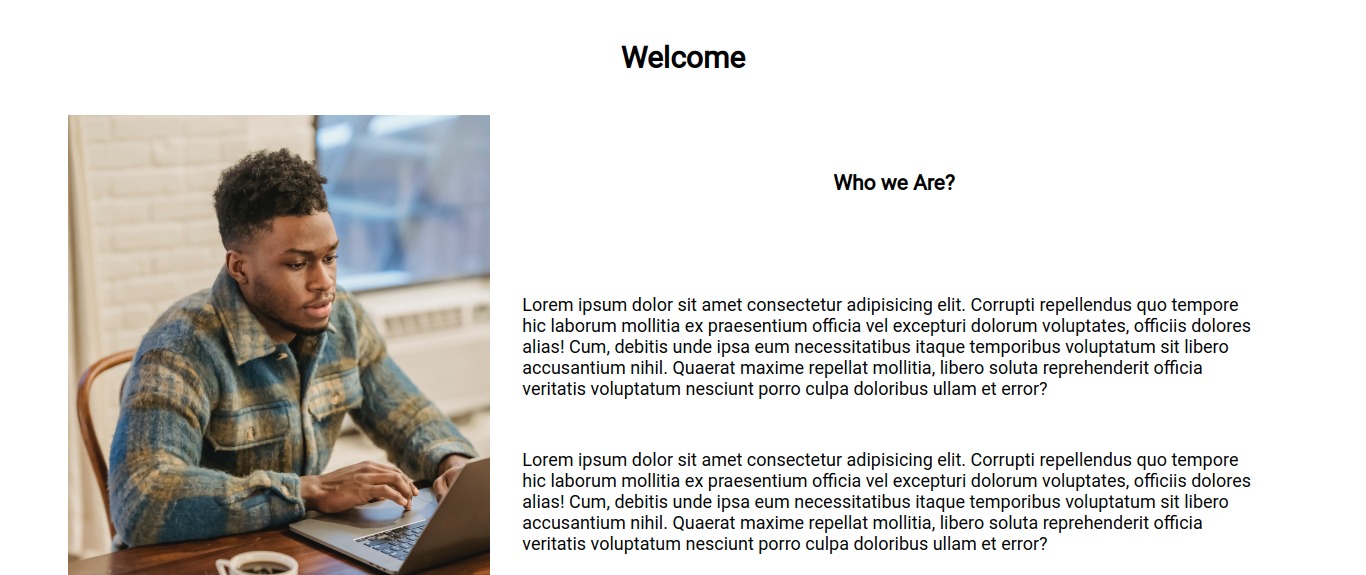 Welcome
Who we Are?
Lorem ipsum dolor sit amet consectetur adipisicing elit. Corrupti repellendus quo tempore
hic laborum mollitia ex praesentium officia vel excepturi dolorum voluptates, officiis dolores
alias! Cum, debitis unde ipsa eum necessitatibus itaque temporibus voluptatum sit libero
accusantium nihil. Quaerat maxime repellat mollitia, libero soluta reprehenderit officia
veritatis voluptatum nesciunt porro culpa doloribus ullam et error?
Lorem ipsum dolor sit amet consectetur adipisicing elit. Corrupti repellendus quo tempore
hic laborum mollitia ex praesentium officia vel excepturi dolorum voluptates, officiis dolores
alias! Cum, debitis unde ipsa eum necessitatibus itaque temporibus voluptatum sit libero
accusantium nihil. Quaerat maxime repellat mollitia, libero soluta reprehenderit officia
veritatis voluptatum nesciunt porro culpa doloribus ullam et error?